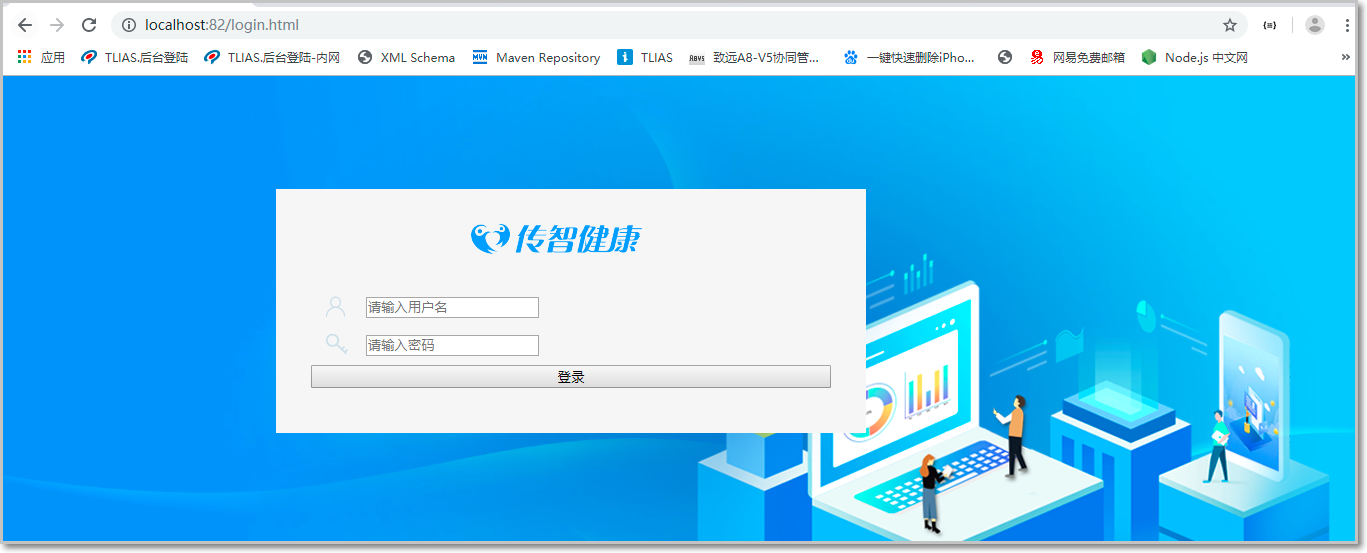 localhost:82/login.html
应用 TLIAS.后台登陆 TLIAS.后台登陆-内网 XML Schema MVN Maven Repository TLIAS 致远A8-V5协同管... 一键快速删除iPho... 易 网易免费邮箱 Node.js 中文网 »
传智健康
请输入用户名
请输入密码
登录